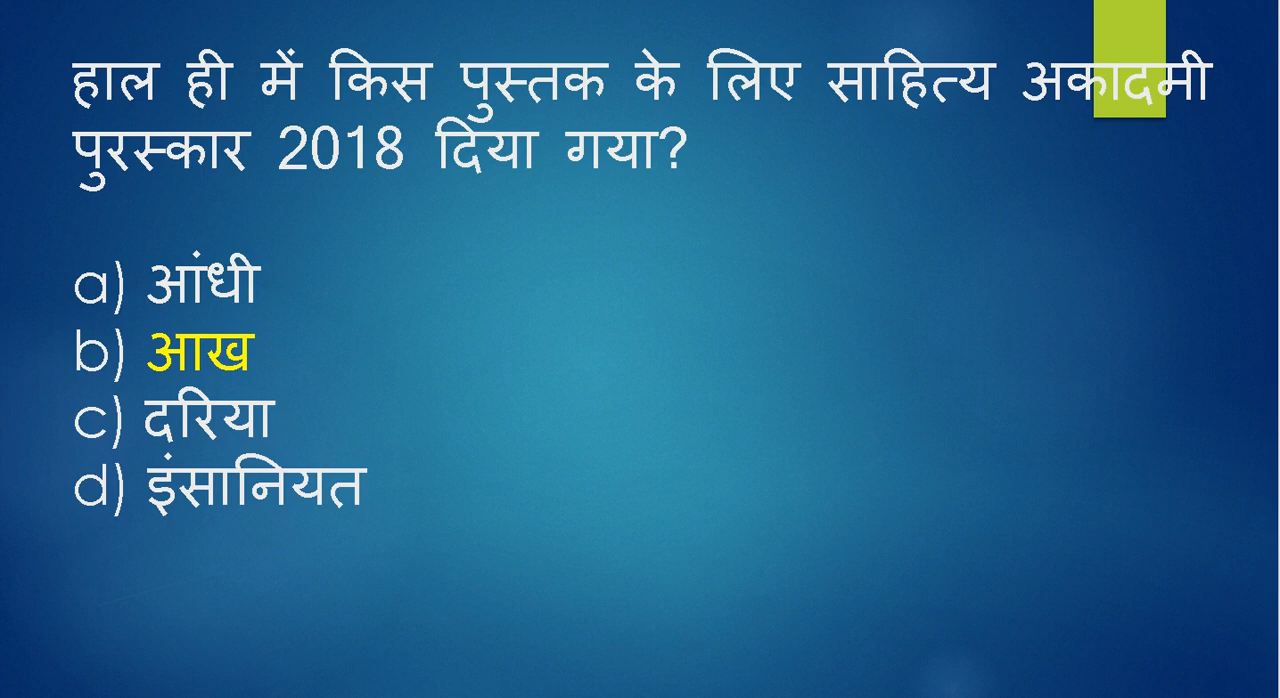 हाल ही में किस पुस्तक के लिए साहित्य अकादमी
पुरस्कार 2018 दिया गया?
a) आंधी
b) आख
c) दरिया
d) इंसानियत